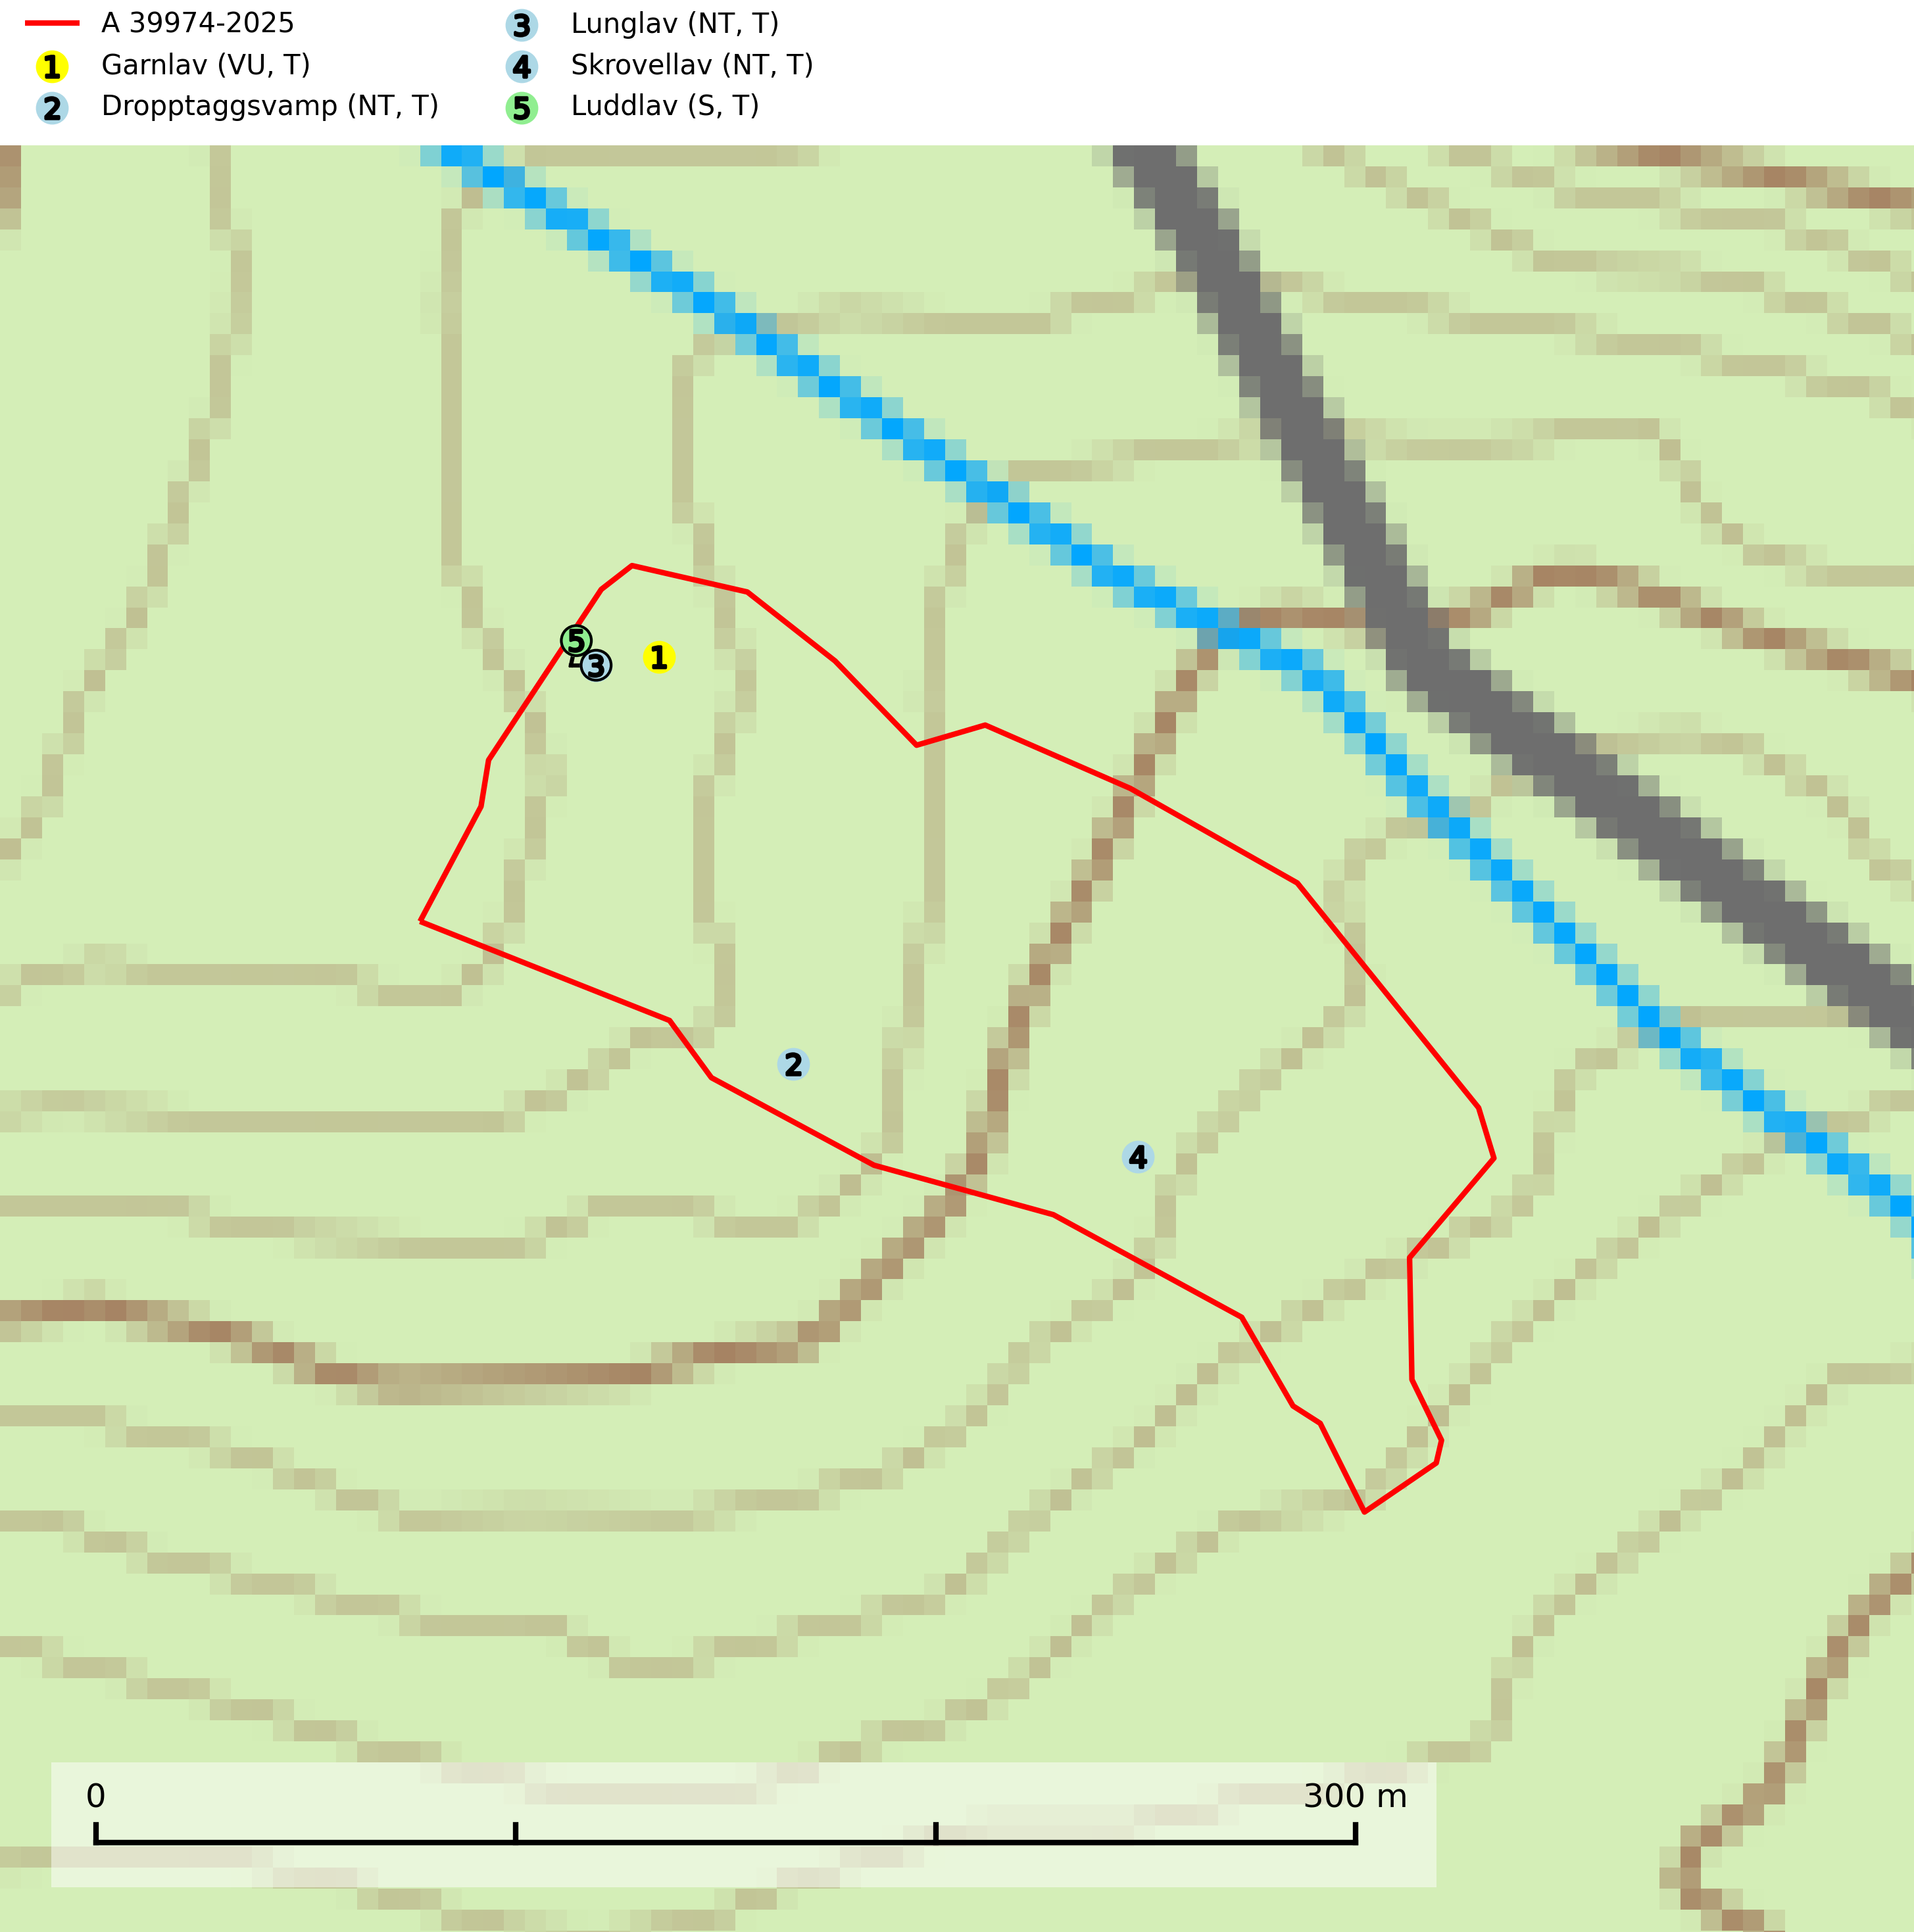 A 39974-2025
1 Garnlav (VU, T)
2 Dropptaggsvamp (NT, T)
3 Lunglav (NT, T)
4 Skrovellav (NT, T)
5 Luddlav (S, T)
5
3
1
2
4
0 300 m